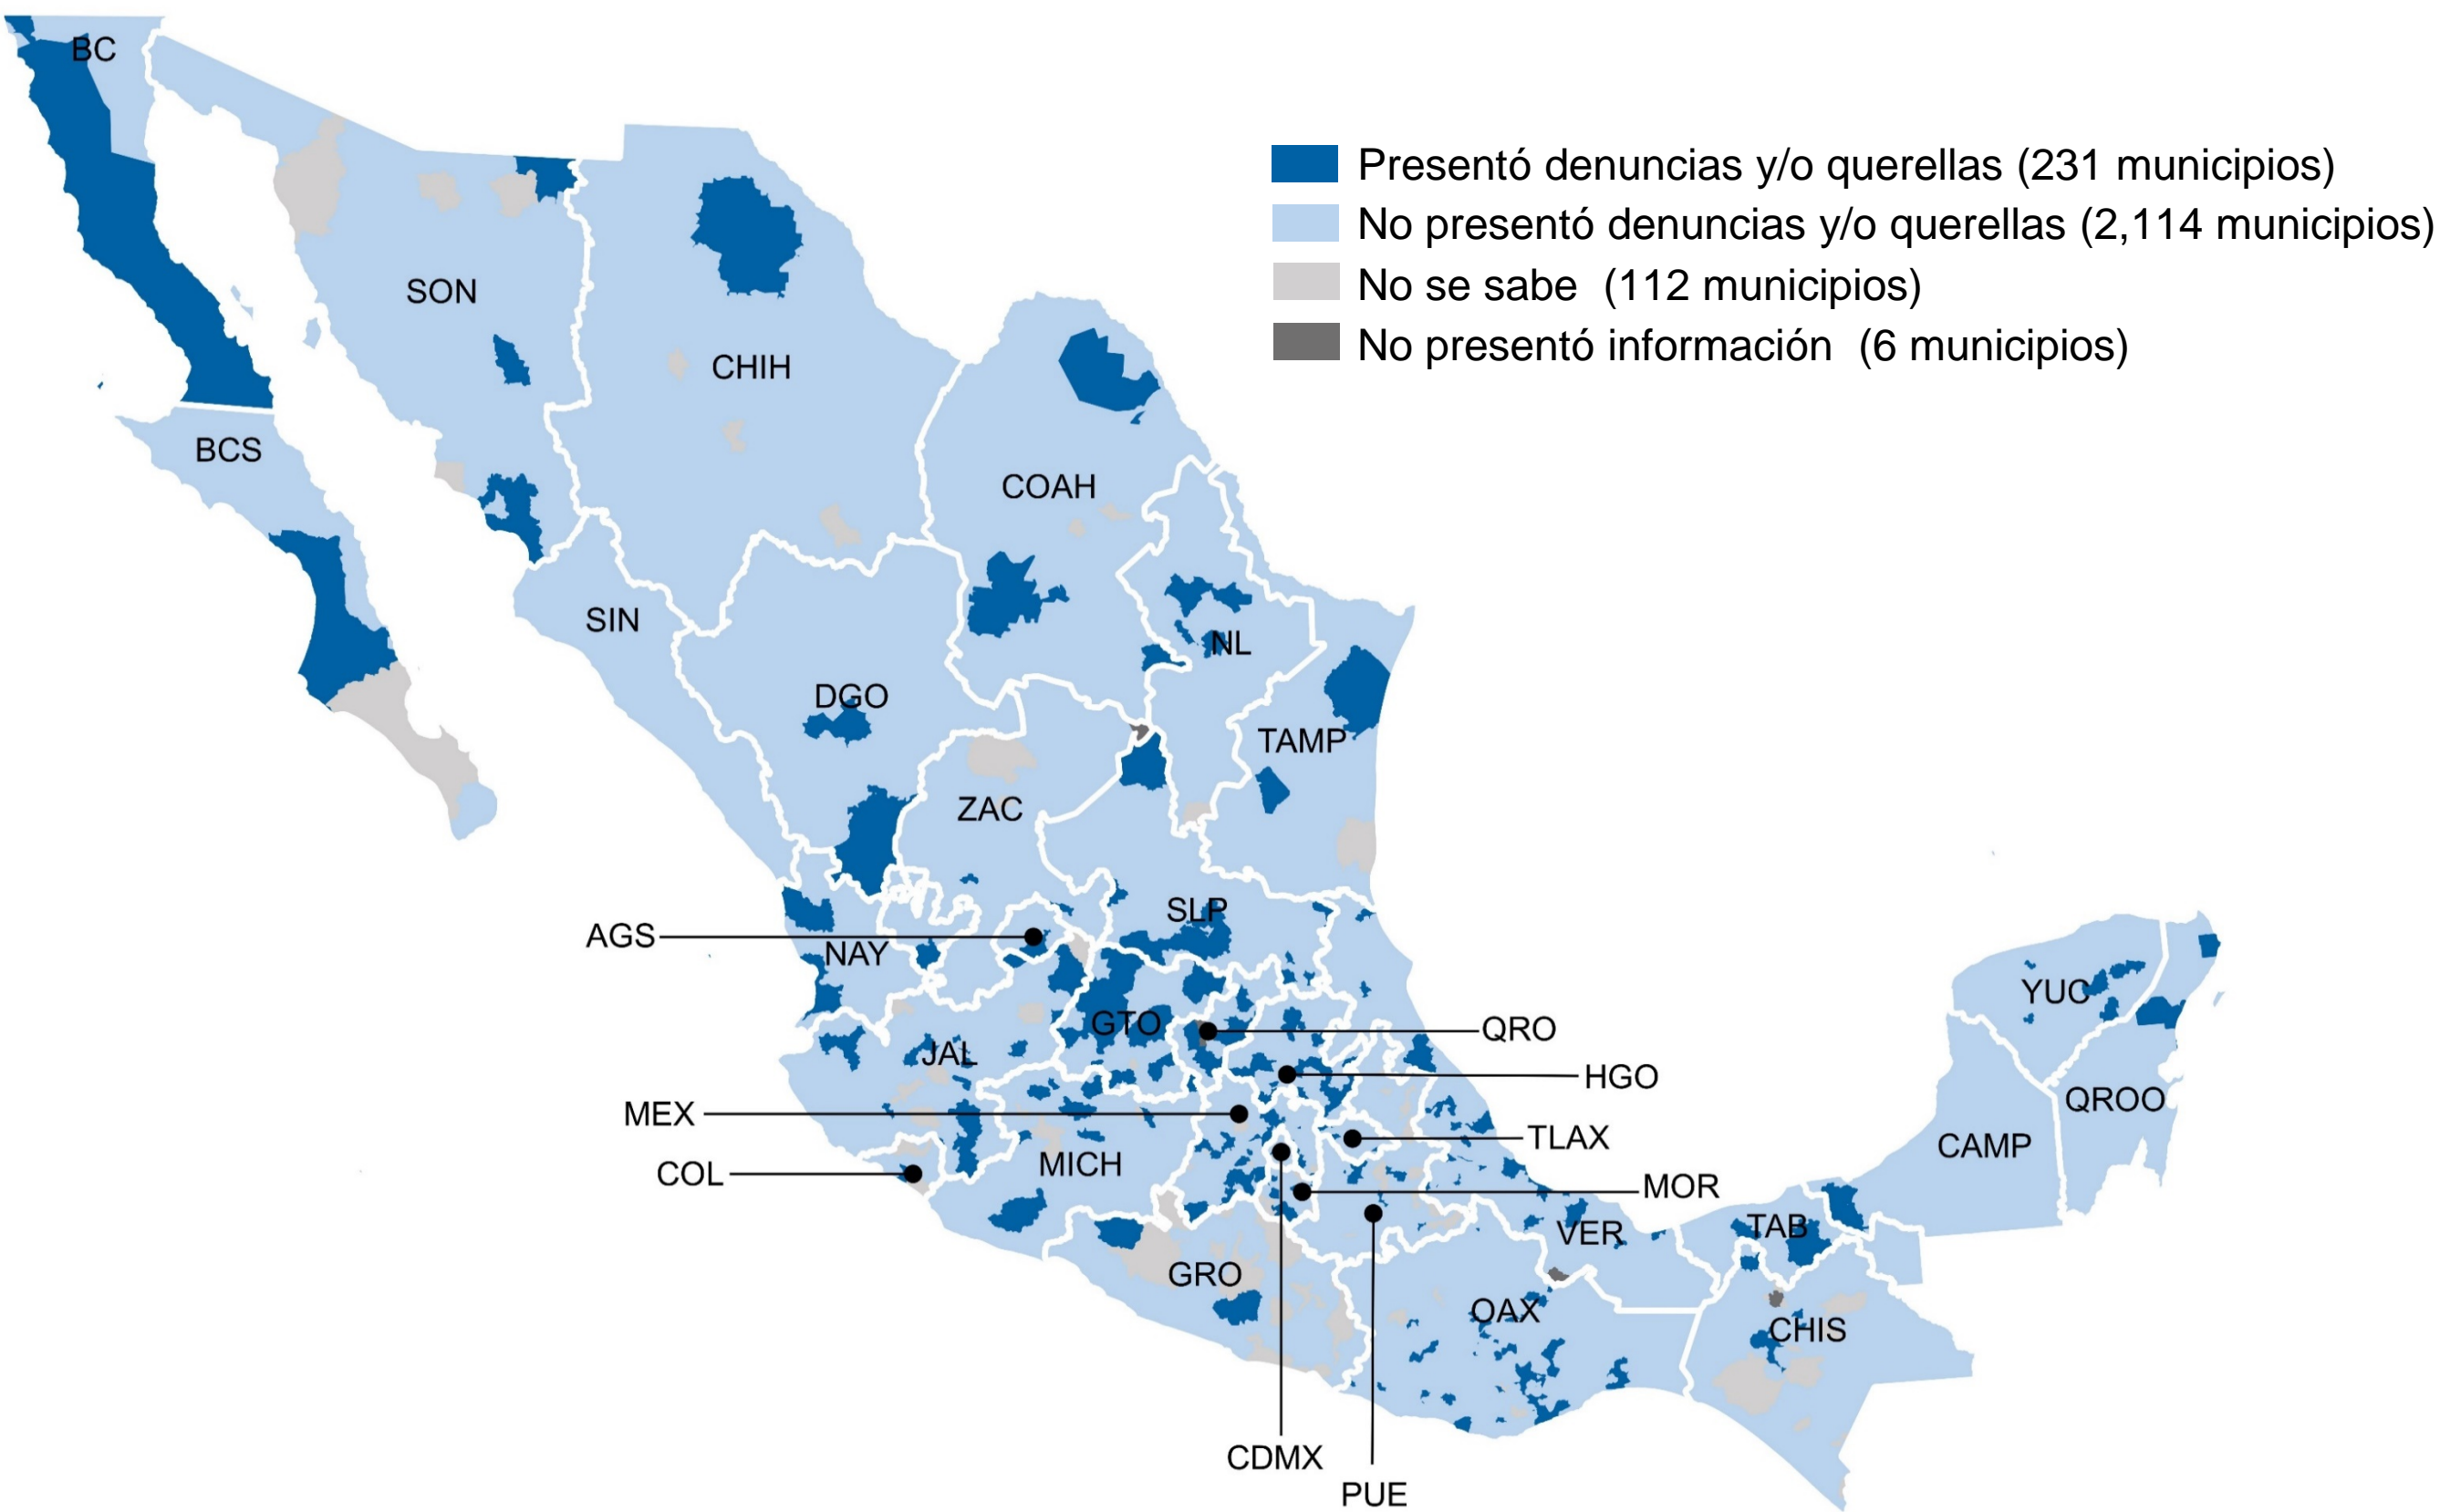 Presentó denuncias y/o querellas (231 municipios)
No presentó denuncias y/o querellas (2,114 municipios)
No se sabe (112 municipios)
No presentó información (6 municipios)
BC
SON
CHIH
BCS
COAH
SIN
NL
DGO
TAMP
ZAC
SLP
AGS
NAY
YUC
GTO
QRO
JAL
HGO
QROO
MEX
TLAX
CAMP
MICH
COL
MOR
VER
TAB
GRO
OAX
CHIS
CDMX
PUE